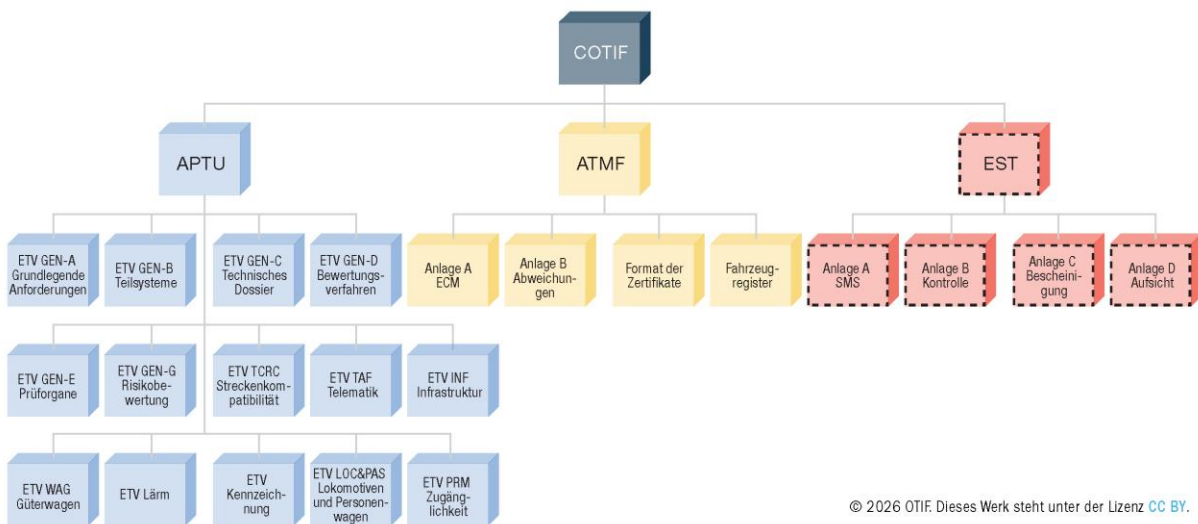 COTIF
APTU
ATMF
EST
ETV GEN-A
Grundlegende
Anforderungen
ETV GEN-B
Teilsysteme
ETV GEN-C
Technisches
Dossier
ETV GEN-D
Bewertungs-
verfahren
Anlage A
ECM
Anlage B
Abweichun-
gen
Format der
Zertifikate
Fahrzeug-
register
Anlage A
SMS
Anlage B
Kontrolle
Anlage C
Bescheini-
gung
Anlage D
Aufsicht
ETV GEN-E
Prüforgane
ETV GEN-G
Risikobe-
wertung
ETV TCRC
Streckenkom-
patibilität
ETV TAF
Telematik
ETV INF
Infrastruktur
ETV WAG
Güterwagen
ETV Lärm
ETV
Kennzeich-
nung
ETV LOC&PAS
Lokomotiven
und Personen-
wagen
ETV PRM
Zugäng-
lichkeit
© 2026 OTIF. Dieses Werk steht unter der Lizenz CC BY.